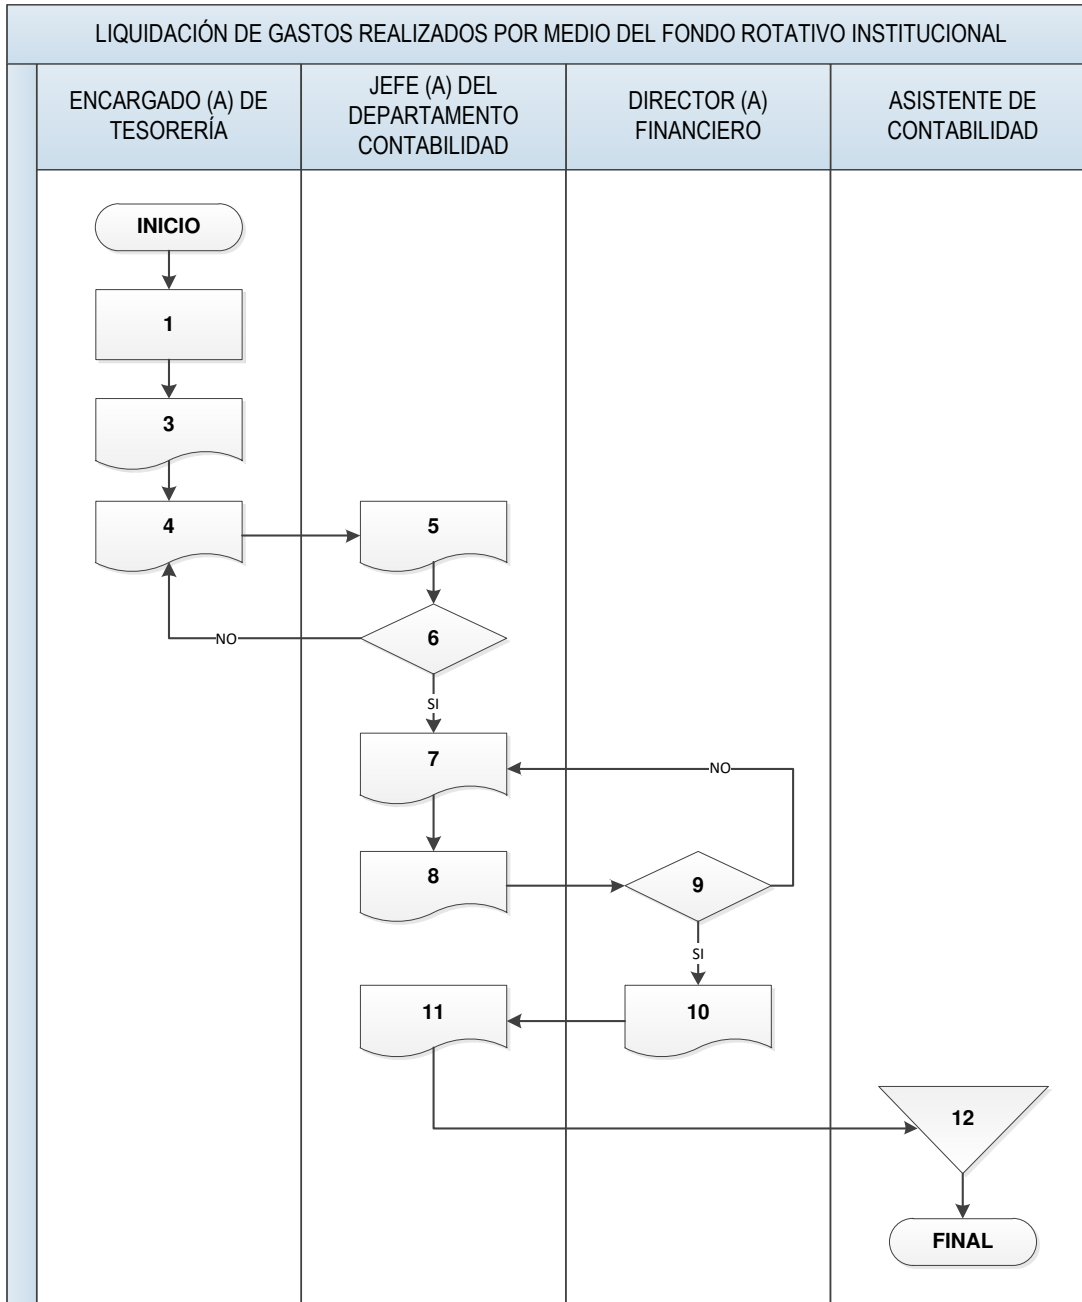 LIQUIDACIÓN DE GASTOS REALIZADOS POR MEDIO DEL FONDO ROTATIVO INSTITUCIONAL
ENCARGADO (A) DE
TESORERÍA
JEFE (A) DEL
DEPARTAMENTO
CONTABILIDAD
DIRECTOR (A)
FINANCIERO
ASISTENTE DE
CONTABILIDAD
INICIO
1
3
4
5
NO
6
SI
7
NO
8
9
SI
11
10
12
FINAL